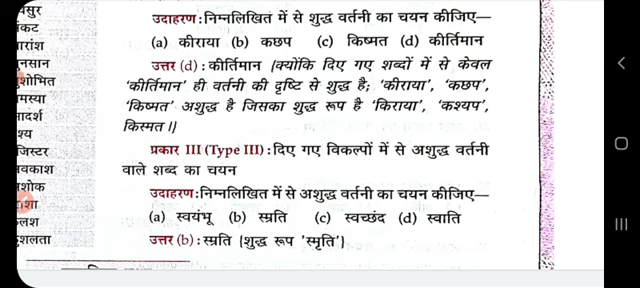 उदाहरण : निम्नलिखित में से शुद्ध वर्तनी का चयन कीजिए—
(a) कीराया (b) कछप (c) किष्मत (d) कीर्तिमान
उत्तर (d) : कीर्तिमान {क्योंकि दिए गए शब्दों में से केवल
'कीर्तिमान' ही वर्तनी की दृष्टि से शुद्ध है; 'कीराया', 'कछप',
'किष्मत' अशुद्ध है जिसका शुद्ध रूप है 'किराया', 'कश्यप',
किस्मत ।}
प्रकार III (Type III) : दिए गए विकल्पों में से अशुद्ध वर्तनी
वाले शब्द का चयन
उदाहरण : निम्नलिखित में से अशुद्ध वर्तनी का चयन कीजिए—
(a) स्वयंभू (b) स्प्रति (c) स्वच्छंद (d) स्वाति
उत्तर (b) : स्प्रति {शुद्ध रूप 'स्मृति'}